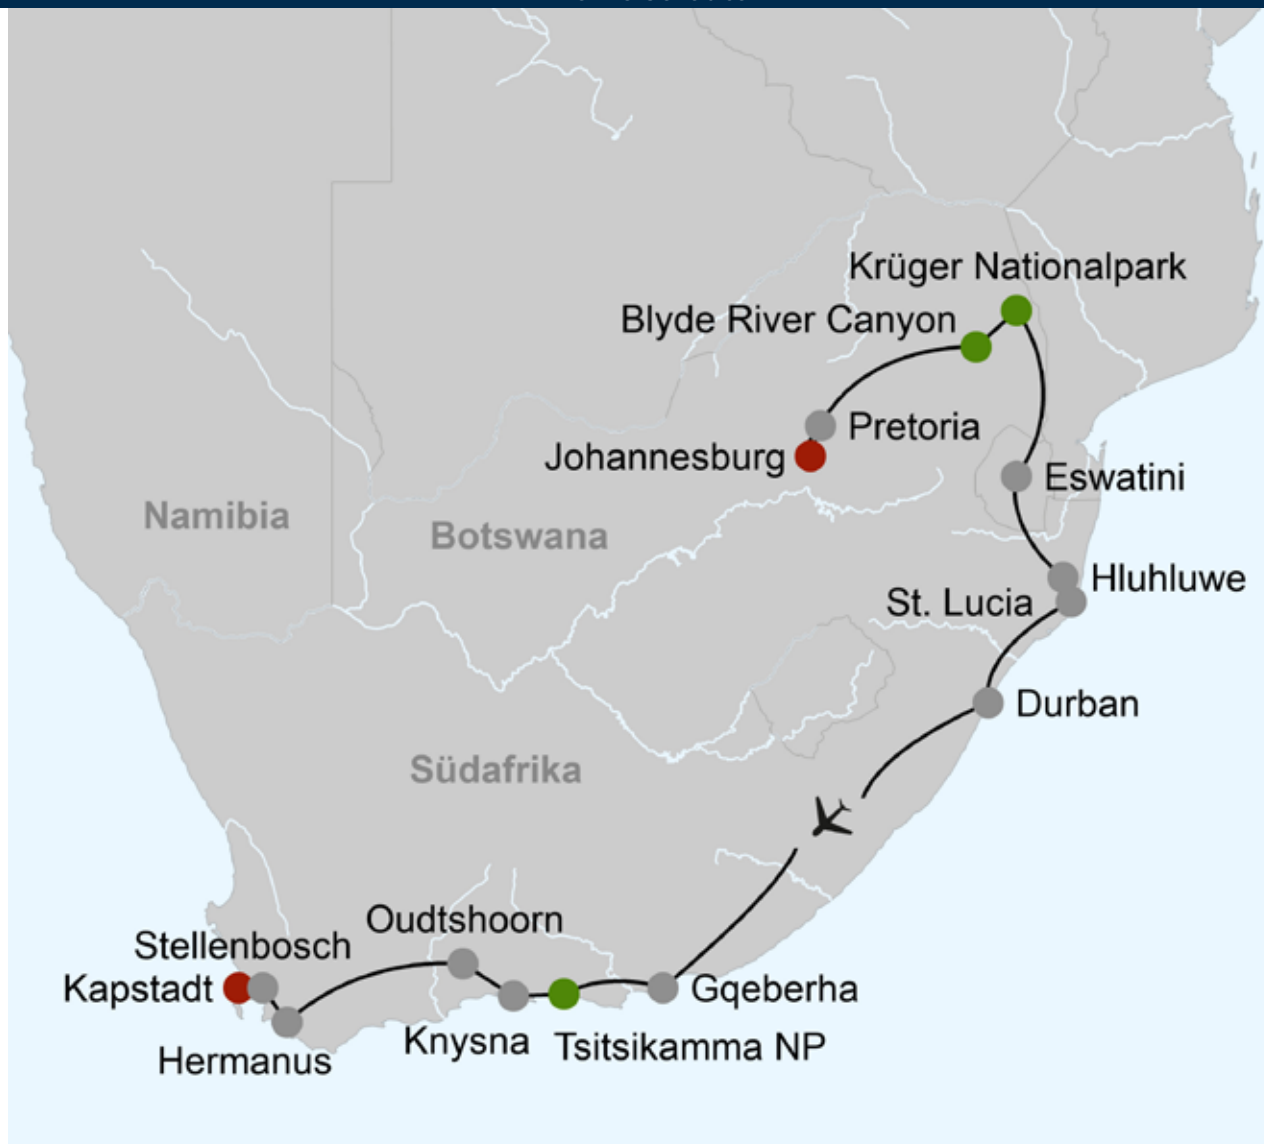 Krüger Nationalpark
Blyde River Canyon
Pretoria
Johannesburg
Eswatini
Namibia
Botswana
Hluhluwe
St. Lucia
Durban
Südafrika
Oudtshoorn
Stellenbosch
Kapstadt
Gqeberha
Knysna
Tsitsikamma NP
Hermanus